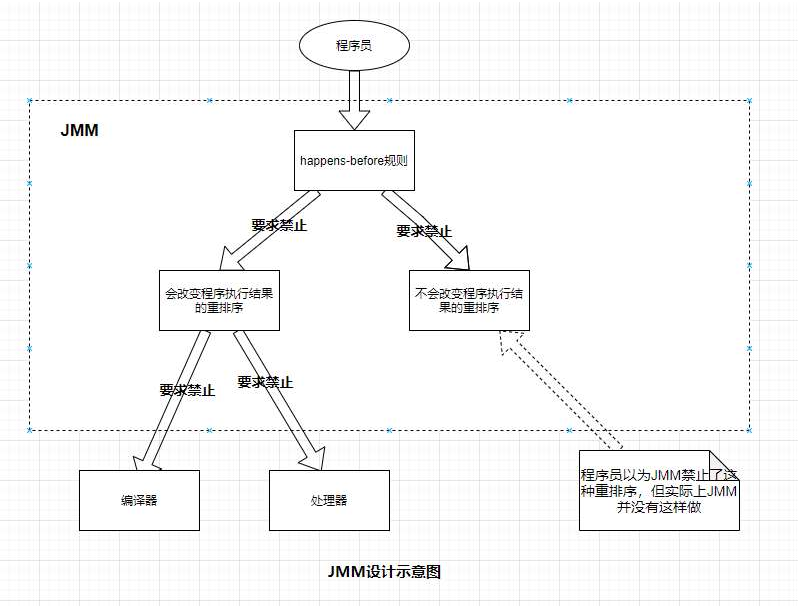 程序员
JMM
happens-before规则
要求禁止
要求禁止
会改变程序执行结果
的重排序
不会改变程序执行结
果的重排序
要求禁止
要求禁止
编译器
处理器
程序员以为JMM禁止了这
种重排序，但实际上JMM
并没有这样做
JMM设计示意图